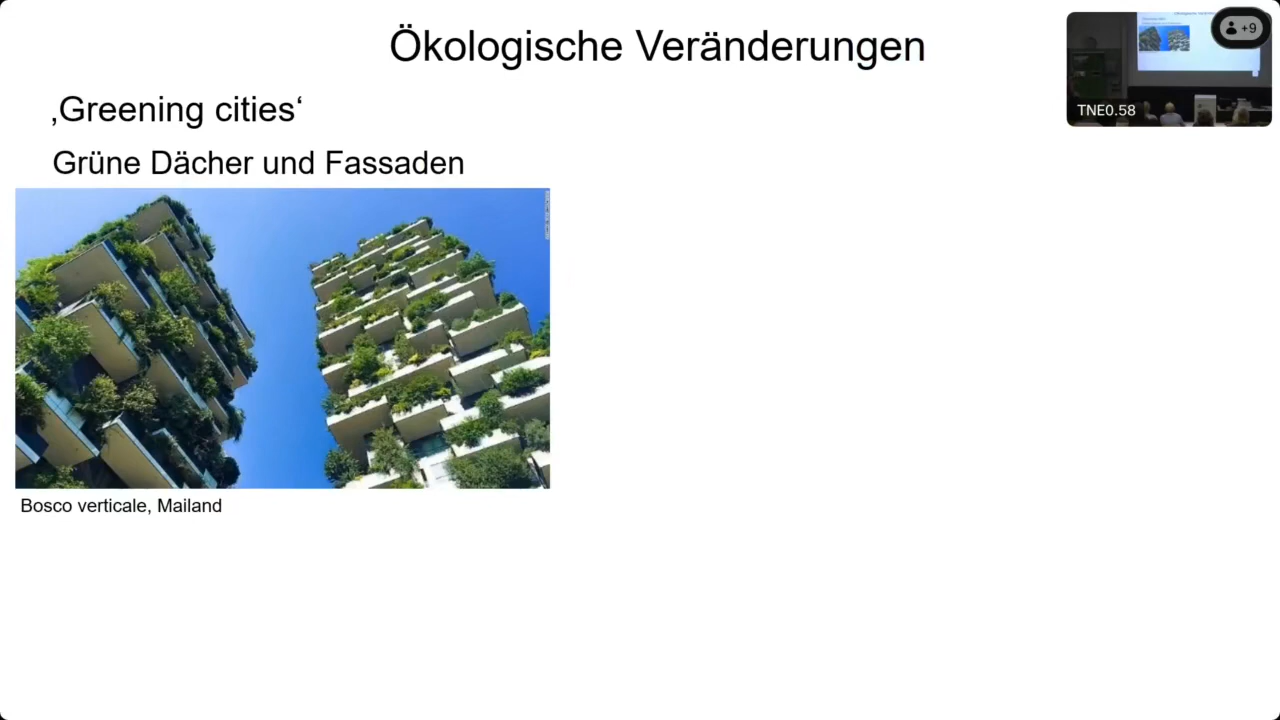 Ökologische Veränderungen
‚Greening cities‘
Grüne Dächer und Fassaden
Bosco verticale, Mailand
+9
TNE0.58